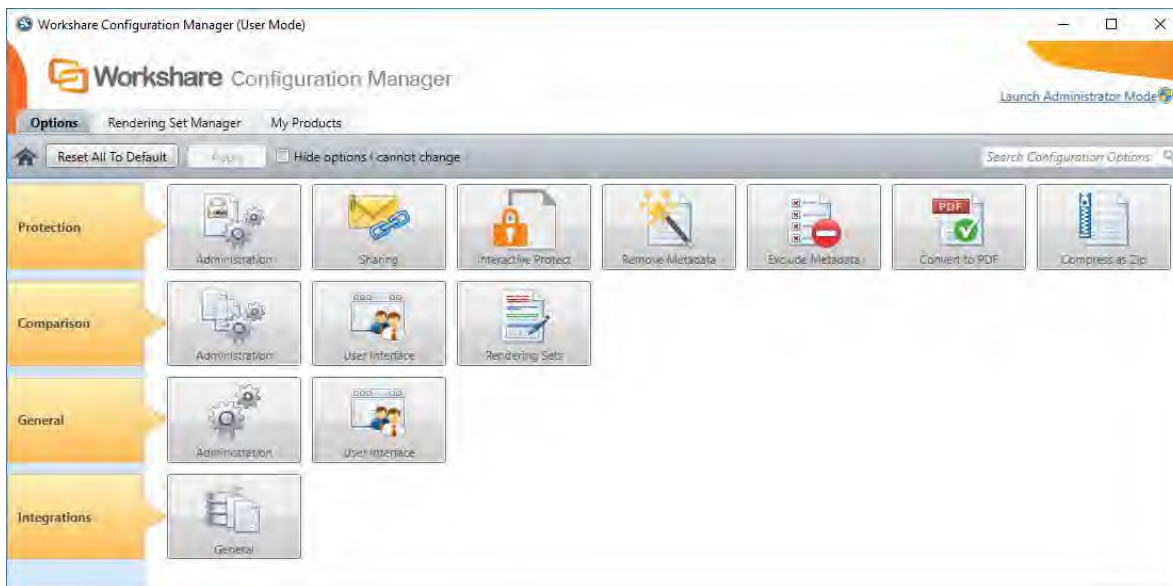 Workshare Configuration Manager (User Mode)
Workshare Configuration Manager
Launch Administrator Mode
Options Rendering Set Manager My Products
Reset All To Default Apply Hide options I cannot change Search Configuration Options
Protection
Administration Sharing Interactive Protect Remove Metadata Exclude Metadata Convert to PDF Compress as Zip
PDF
Comparison
Administration User Interface Rendering Sets
General
Administration User Interface
Integrations
General